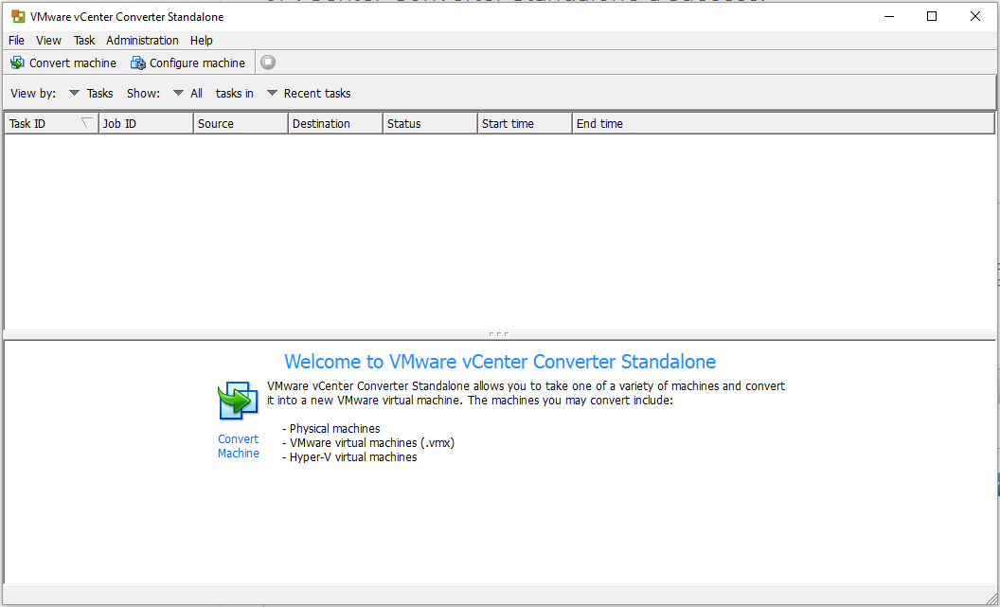 VMware vCenter Converter Standalone
File View Task Administration Help
Convert machine Configure machine
View by: Tasks Show: All tasks in Recent tasks
Task ID Job ID Source Destination Status Start time End time
Welcome to VMware vCenter Converter Standalone
VMware vCenter Converter Standalone allows you to take one of a variety of machines and convert
it into a new VMware virtual machine. The machines you may convert include:
- Physical machines
- VMware virtual machines (.vmx)
- Hyper-V virtual machines
Convert
Machine